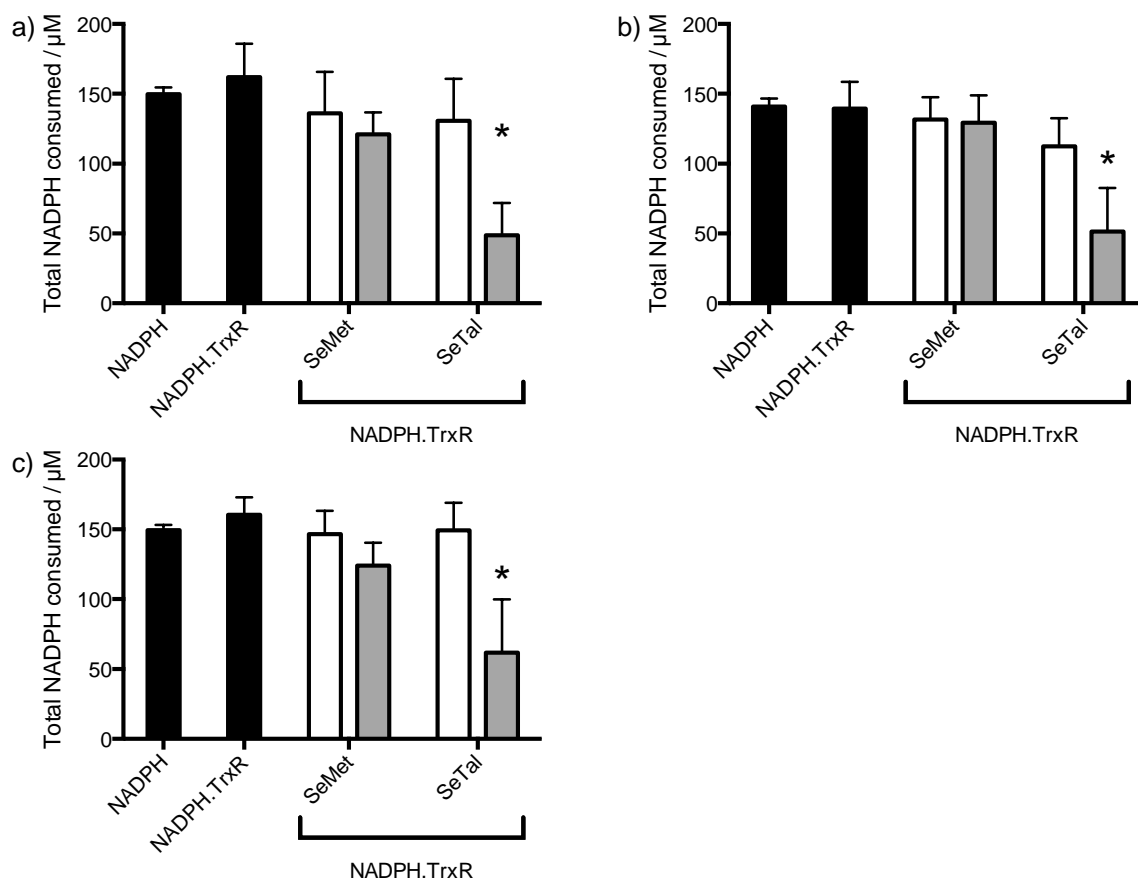 a)
Total NADPH consumed / µM
200
150
100
50
0
NADPH
NADPH.TrxR
SeMet
SeTal
*
NADPH.TrxR
b)
Total NADPH consumed / µM
200
150
100
50
0
NADPH
NADPH.TrxR
SeMet
SeTal
*
NADPH.TrxR
c)
Total NADPH consumed / µM
200
150
100
50
0
NADPH
NADPH.TrxR
SeMet
SeTal
*
NADPH.TrxR